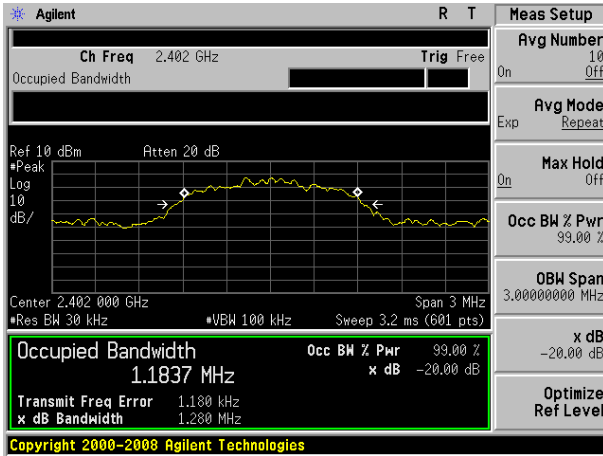 Agilent R T
Ch Freq 2.402 GHz Trig Free
Occupied Bandwidth
Ref 10 dBm Atten 20 dB
#Peak
Log
10
dB/
Center 2.402 000 GHz Span 3 MHz
#Res BW 30 kHz #VBW 100 kHz Sweep 3.2 ms (601 pts)
Occupied Bandwidth Occ BW % Pwr 99.00 %
1.1837 MHz x dB -20.00 dB
Transmit Freq Error 1.180 kHz
x dB Bandwidth 1.280 MHz
Copyright 2000-2008 Agilent Technologies
Meas Setup
Avg Number
10
On Off
Avg Mode
Exp Repeat
Max Hold
On Off
Occ BW % Pwr
99.00 %
OBW Span
3.00000000 MHz
x dB
-20.00 dB
Optimize
Ref Level